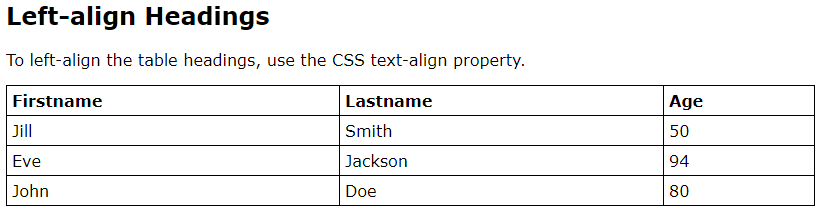 Left-align Headings
To left-align the table headings, use the CSS text-align property.
Firstname Lastname Age
Jill Smith 50
Eve Jackson 94
John Doe 80